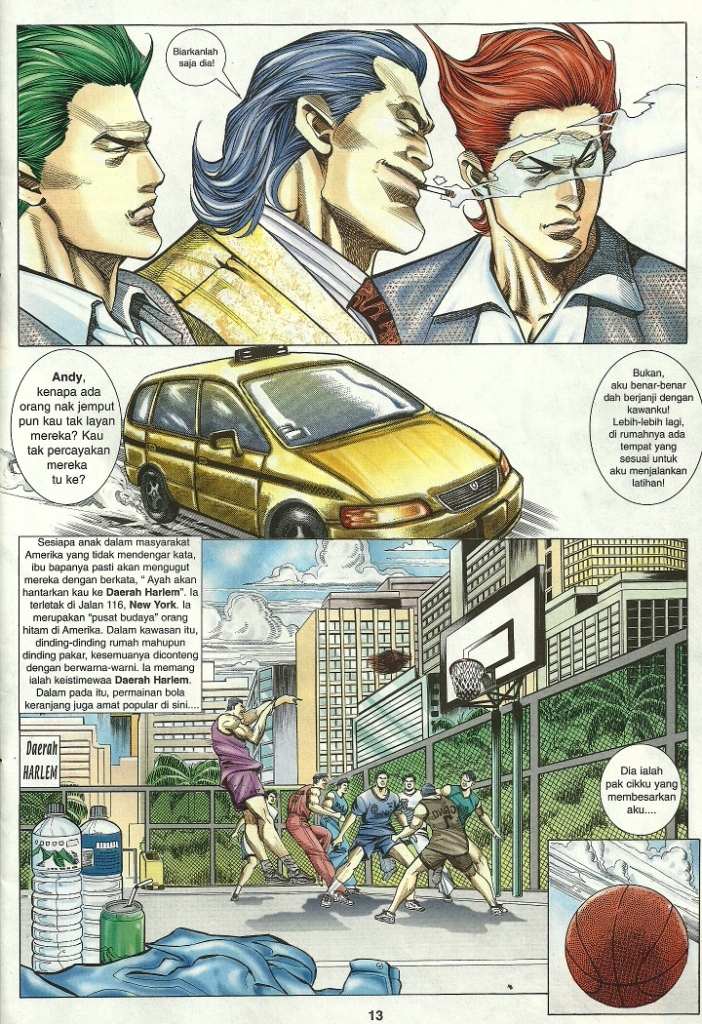 Biarkanlah
saja dia!
Andy,
kenapa ada
orang nak jemput
pun kau tak layan
mereka? Kau
tak percayakan
mereka
tu ke?
Bukan,
aku benar-benar
dah berjanji dengan
kawanku!
Lebih-lebih lagi,
di rumahnya ada
tempat yang
sesuai untuk
aku menjalankan
latihan!
Sesiapa anak dalam masyarakat
Amerika yang tidak mendengar kata,
ibu bapanya pasti akan mengugut
mereka dengan berkata, “ Ayah akan
hantarkan kau ke Daerah Harlem”. Ia
terletak di Jalan 116, New York. Ia
merupakan “pusat budaya” orang
hitam di Amerika. Dalam kawasan itu,
dinding-dinding rumah mahupun
dinding pakar, kesemuanya diconteng
dengan berwarna-warni. Ia memang
ialah keistimewaa Daerah Harlem.
Dalam pada itu, permainan bola
keranjang juga amat popular di sini....
Daerah
HARLEM
Dia ialah
pak cikku yang
membesarkan
aku....
13